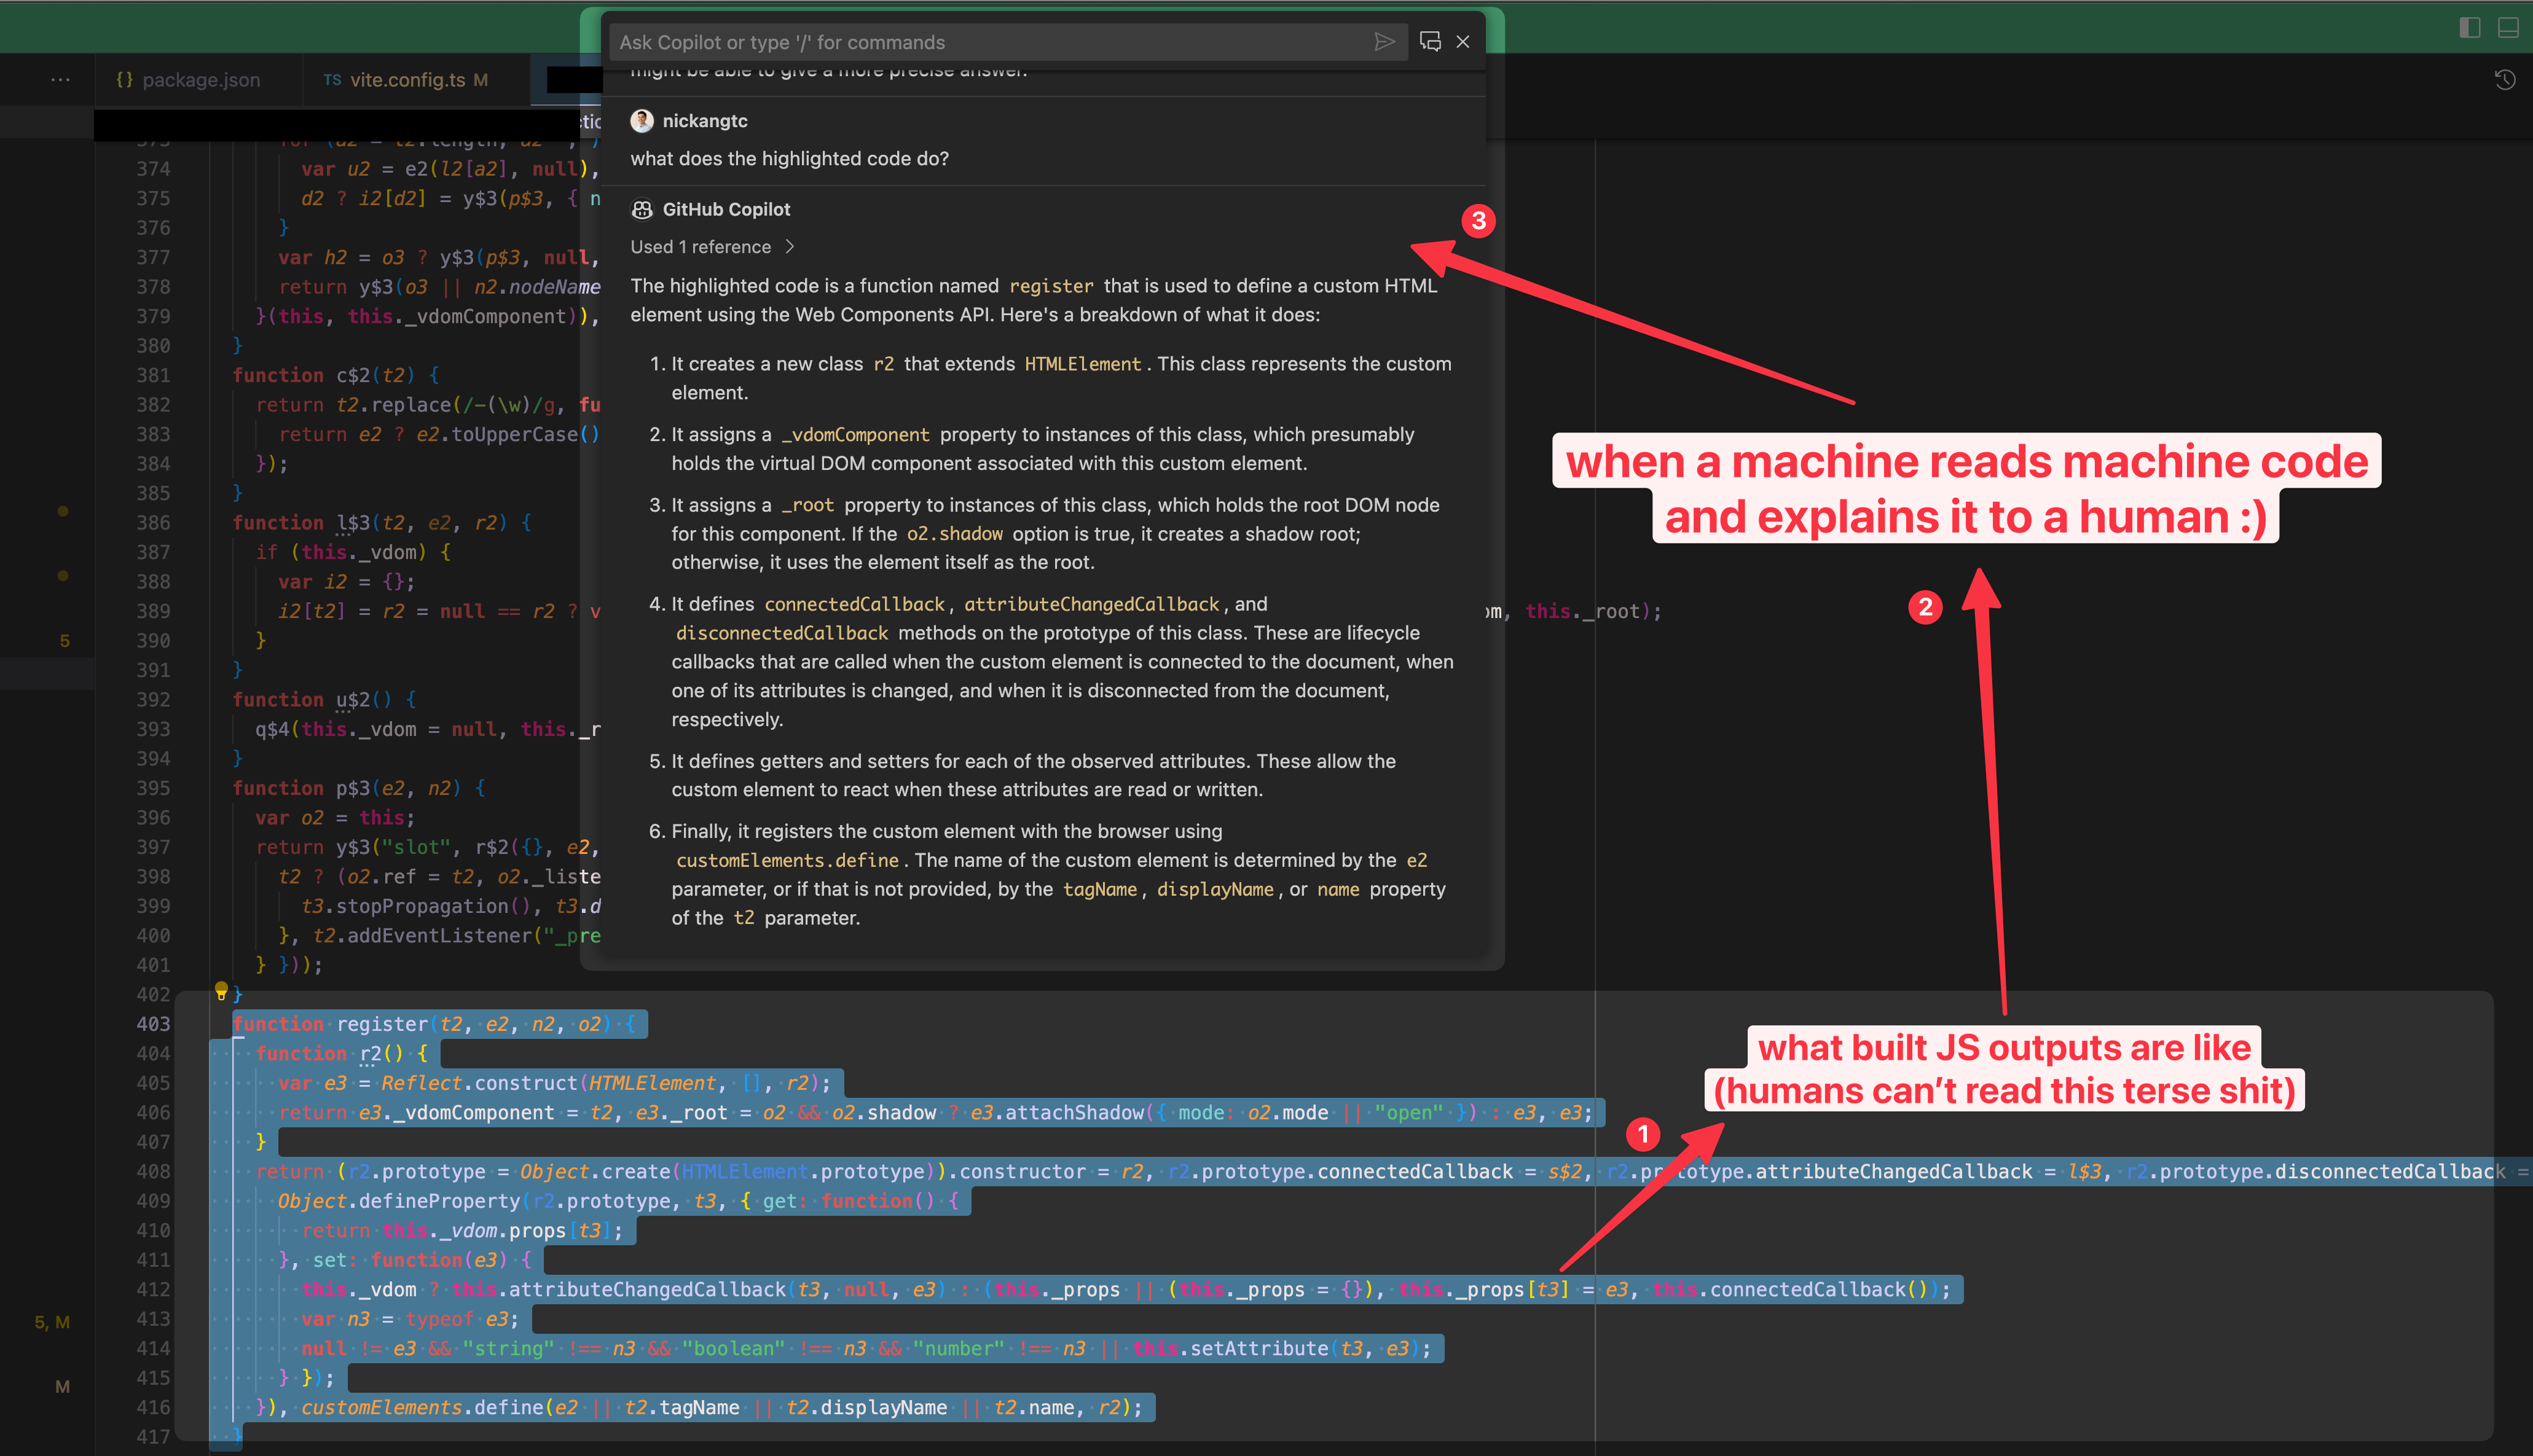 Ask Copilot or type '/' for commands
··· {} package.json TS vite.config.ts M
might be able to give a more precise answer.
nickangtc
what does the highlighted code do?
GitHub Copilot
Used 1 reference >
The highlighted code is a function named register that is used to define a custom HTML
element using the Web Components API. Here's a breakdown of what it does:
1. It creates a new class r2 that extends HTMLElement. This class represents the custom
element.
2. It assigns a _vdomComponent property to instances of this class, which presumably
holds the virtual DOM component associated with this custom element.
3. It assigns a _root property to instances of this class, which holds the root DOM node
for this component. If the o2.shadow option is true, it creates a shadow root;
otherwise, it uses the element itself as the root.
4. It defines connectedCallback, attributeChangedCallback, and
disconnectedCallback methods on the prototype of this class. These are lifecycle
callbacks that are called when the custom element is connected to the document, when
one of its attributes is changed, and when it is disconnected from the document,
respectively.
5. It defines getters and setters for each of the observed attributes. These allow the
custom element to react when these attributes are read or written.
6. Finally, it registers the custom element with the browser using
customElements.define. The name of the custom element is determined by the e2
parameter, or if that is not provided, by the tagName, displayName, or name property
of the t2 parameter.
3
when a machine reads machine code
and explains it to a human :)
2
what built JS outputs are like
(humans can't read this terse shit)
1
374 var u2 = e2(l2[a2], null),
375 d2 ? i2[d2] = y$3(p$3, { n
376 }
377 var h2 = o3 ? y$3(p$3, null,
378 return y$3(o3 || n2.nodeName
379 }(this, this._vdomComponent)),
380 }
381 function c$2(t2) {
382 return t2.replace(/-(\w)/g, fu
383 return e2 ? e2.toUpperCase()
384 });
385 }
386 function l$3(t2, e2, r2) {
387 if (this._vdom) {
388 var i2 = {};
389 i2[t2] = r2 = null == r2 ? v om, this._root);
390 }
391 }
392 function u$2() {
393 q$4(this._vdom = null, this._r
394 }
395 function p$3(e2, n2) {
396 var o2 = this;
397 return y$3("slot", r$2({}, e2,
398 t2 ? (o2.ref = t2, o2._liste
399 t3.stopPropagation(), t3.d
400 }, t2.addEventListener("_pre
401 } }));
402 }
403 function register(t2, e2, n2, o2) {
404 function r2() {
405 var e3 = Reflect.construct(HTMLElement, [], r2);
406 return e3._vdomComponent = t2, e3._root = o2 && o2.shadow ? e3.attachShadow({ mode: o2.mode || "open" }) : e3, e3;
407 }
408 return (r2.prototype = Object.create(HTMLElement.prototype)).constructor = r2, r2.prototype.connectedCallback = s$2, r2.prototype.attributeChangedCallback = l$3, r2.prototype.disconnectedCallback =
409 Object.defineProperty(r2.prototype, t3, { get: function() {
410 return this._vdom.props[t3];
411 }, set: function(e3) {
412 this._vdom ? this.attributeChangedCallback(t3, null, e3) : (this._props || (this._props = {}), this._props[t3] = e3, this.connectedCallback());
413 var n3 = typeof e3;
414 null != e3 && "string" !== n3 && "boolean" !== n3 && "number" !== n3 || this.setAttribute(t3, e3);
415 } });
416 }), customElements.define(e2 || t2.tagName || t2.displayName || t2.name, r2);
417 }
5
5, M
M